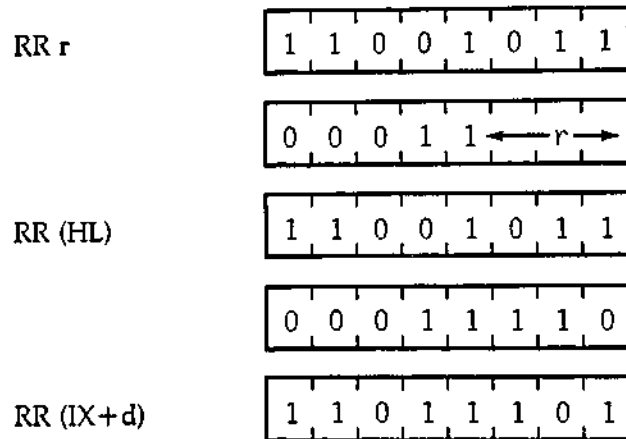 RR r 1 1 0 0 1 0 1 1
0 0 0 1 1 r
RR (HL) 1 1 0 0 1 0 1 1
0 0 0 1 1 1 1 0
RR (IX+d) 1 1 0 1 1 1 0 1